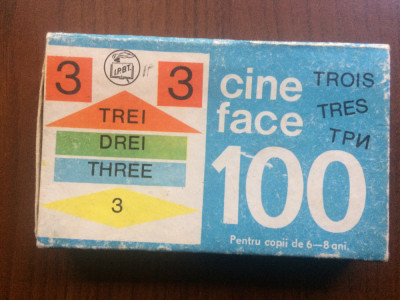 3 3
I.P.B.T.
TREI
DREI
THREE
3
cine
face
100
TROIS
TRES
ТРИ
Pentru copii de 6—8 ani.